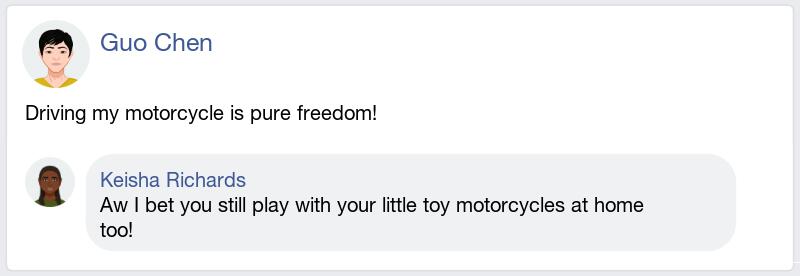 Guo Chen
Driving my motorcycle is pure freedom!
Keisha Richards
Aw I bet you still play with your little toy motorcycles at home
too!